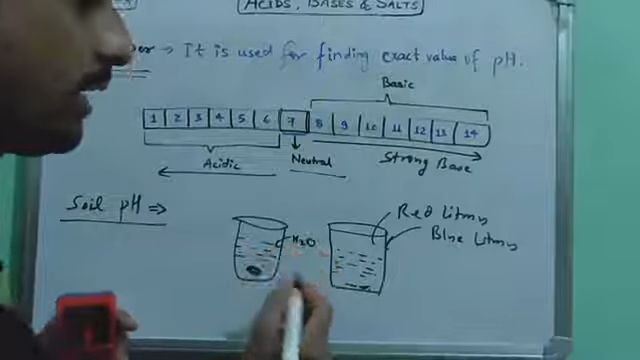 ACIDS, BASES & SALTS
→ It is used for finding exact value of pH.
Basic
1 2 3 4 5 6 7 8 9 10 11 12 13 14
Acidic
Neutral
Strong Base
Soil pH ⇒
H2O
Red Litmus
Blue Litmus